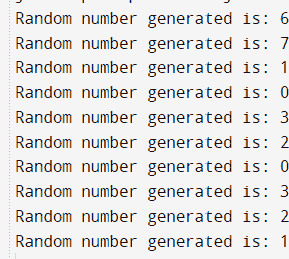 Random number generated is: 6
Random number generated is: 7
Random number generated is: 1
Random number generated is: 0
Random number generated is: 3
Random number generated is: 2
Random number generated is: 0
Random number generated is: 3
Random number generated is: 2
Random number generated is: 1